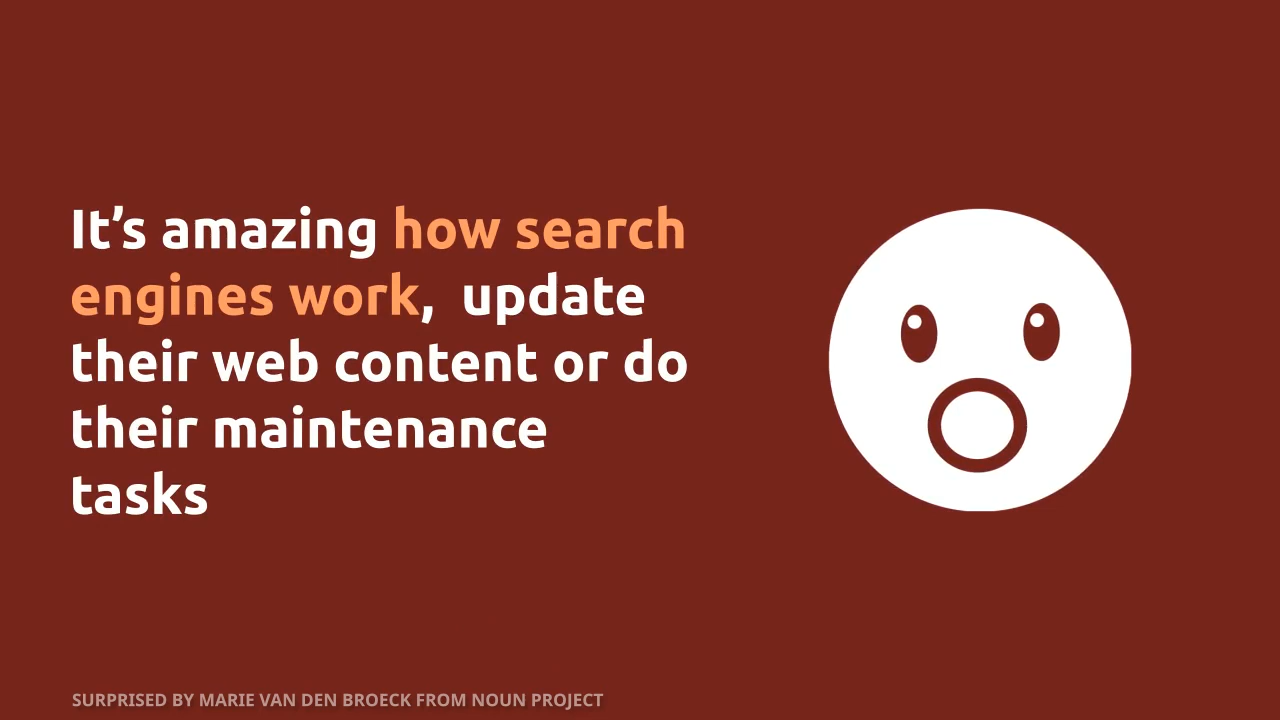 It’s amazing how search
engines work,  update
their web content or do
their maintenance
tasks
SURPRISED BY MARIE VAN DEN BROECK FROM NOUN PROJECT